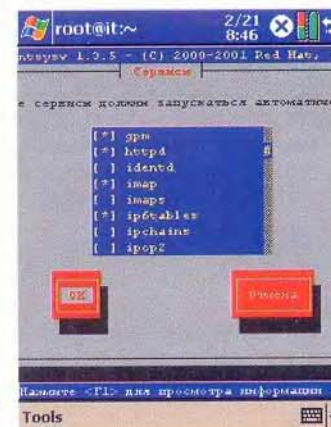 root@it:~
2/21
8:46
ntsysv 1.3.5 - (C) 2000-2001 Red Hat,
Сервисы
е сервисы должны запускаться автоматич
[*] gpm
[*] httpd
[ ] identd
[*] imap
[ ] imaps
[*] ip6tables
[ ] ipchains
[ ] ipop2
OK
Отмена
Нажмите <F1> для просмотра информации
Tools